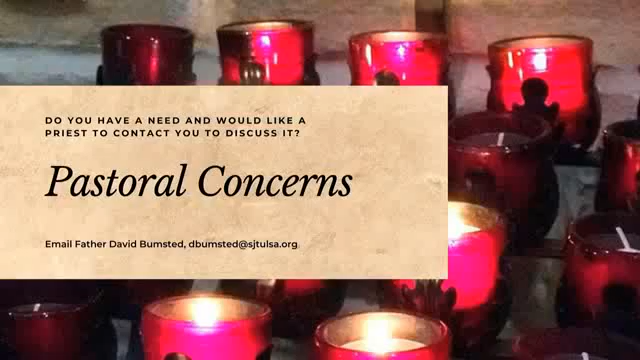 DO YOU HAVE A NEED AND WOULD LIKE A
PRIEST TO CONTACT YOU TO DISCUSS IT?
Pastoral Concerns
Email Father David Bumsted, dbumsted@sjtulsa.org